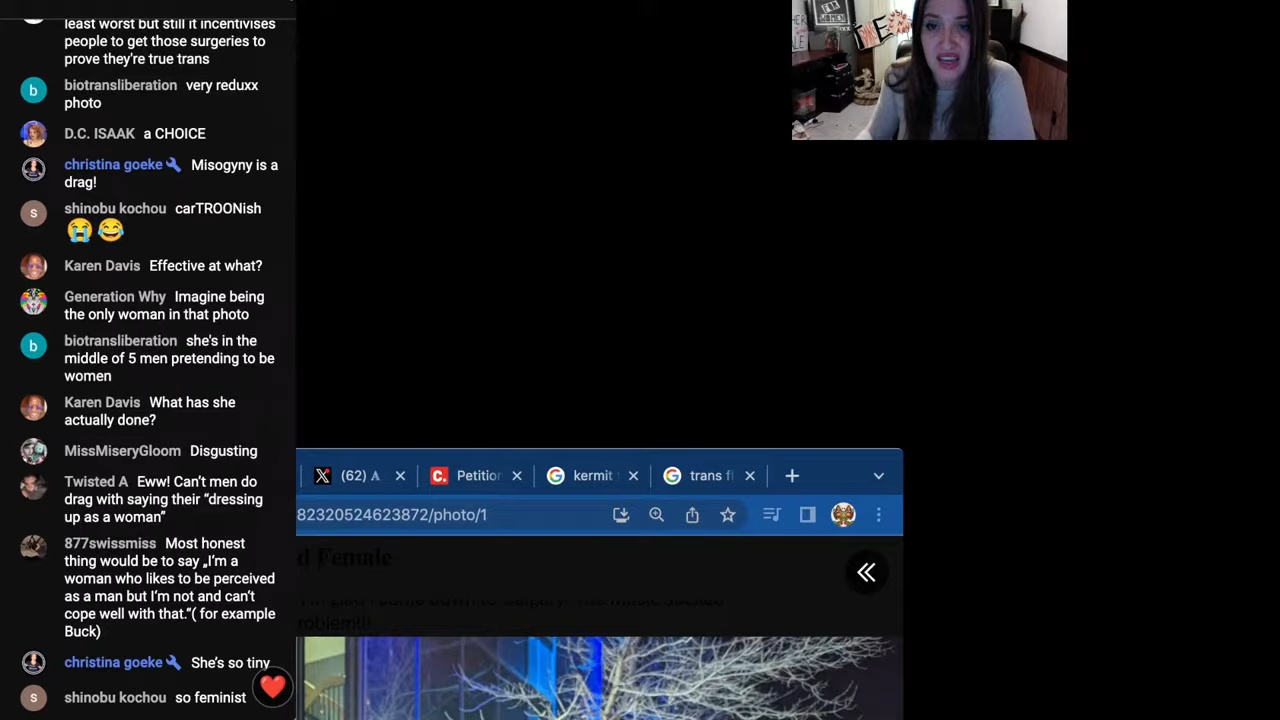 least worst but still it incentivises
people to get those surgeries to
prove they're true trans
b
biotransliberation very reduxx
photo
D.C. ISAAK a CHOICE
christina goeke Misogyny is a
drag!
s
shinobu kochou carTROONish
😭😂
Karen Davis Effective at what?
Generation Why Imagine being
the only woman in that photo
b
biotransliberation she's in the
middle of 5 men pretending to be
women
Karen Davis What has she
actually done?
MissMiseryGloom Disgusting
Twisted A Eww! Can't men do
drag with saying their “dressing
up as a woman”
877swissmiss Most honest
thing would be to say „I'm a
woman who likes to be perceived
as a man but I'm not and can't
cope well with that.“( for example
Buck)
christina goeke She's so tiny
s
shinobu kochou so feminist
FOR
WOMEN
(62) A
C.
Petition
kermit
trans fl
82320524623872/photo/1
d Female